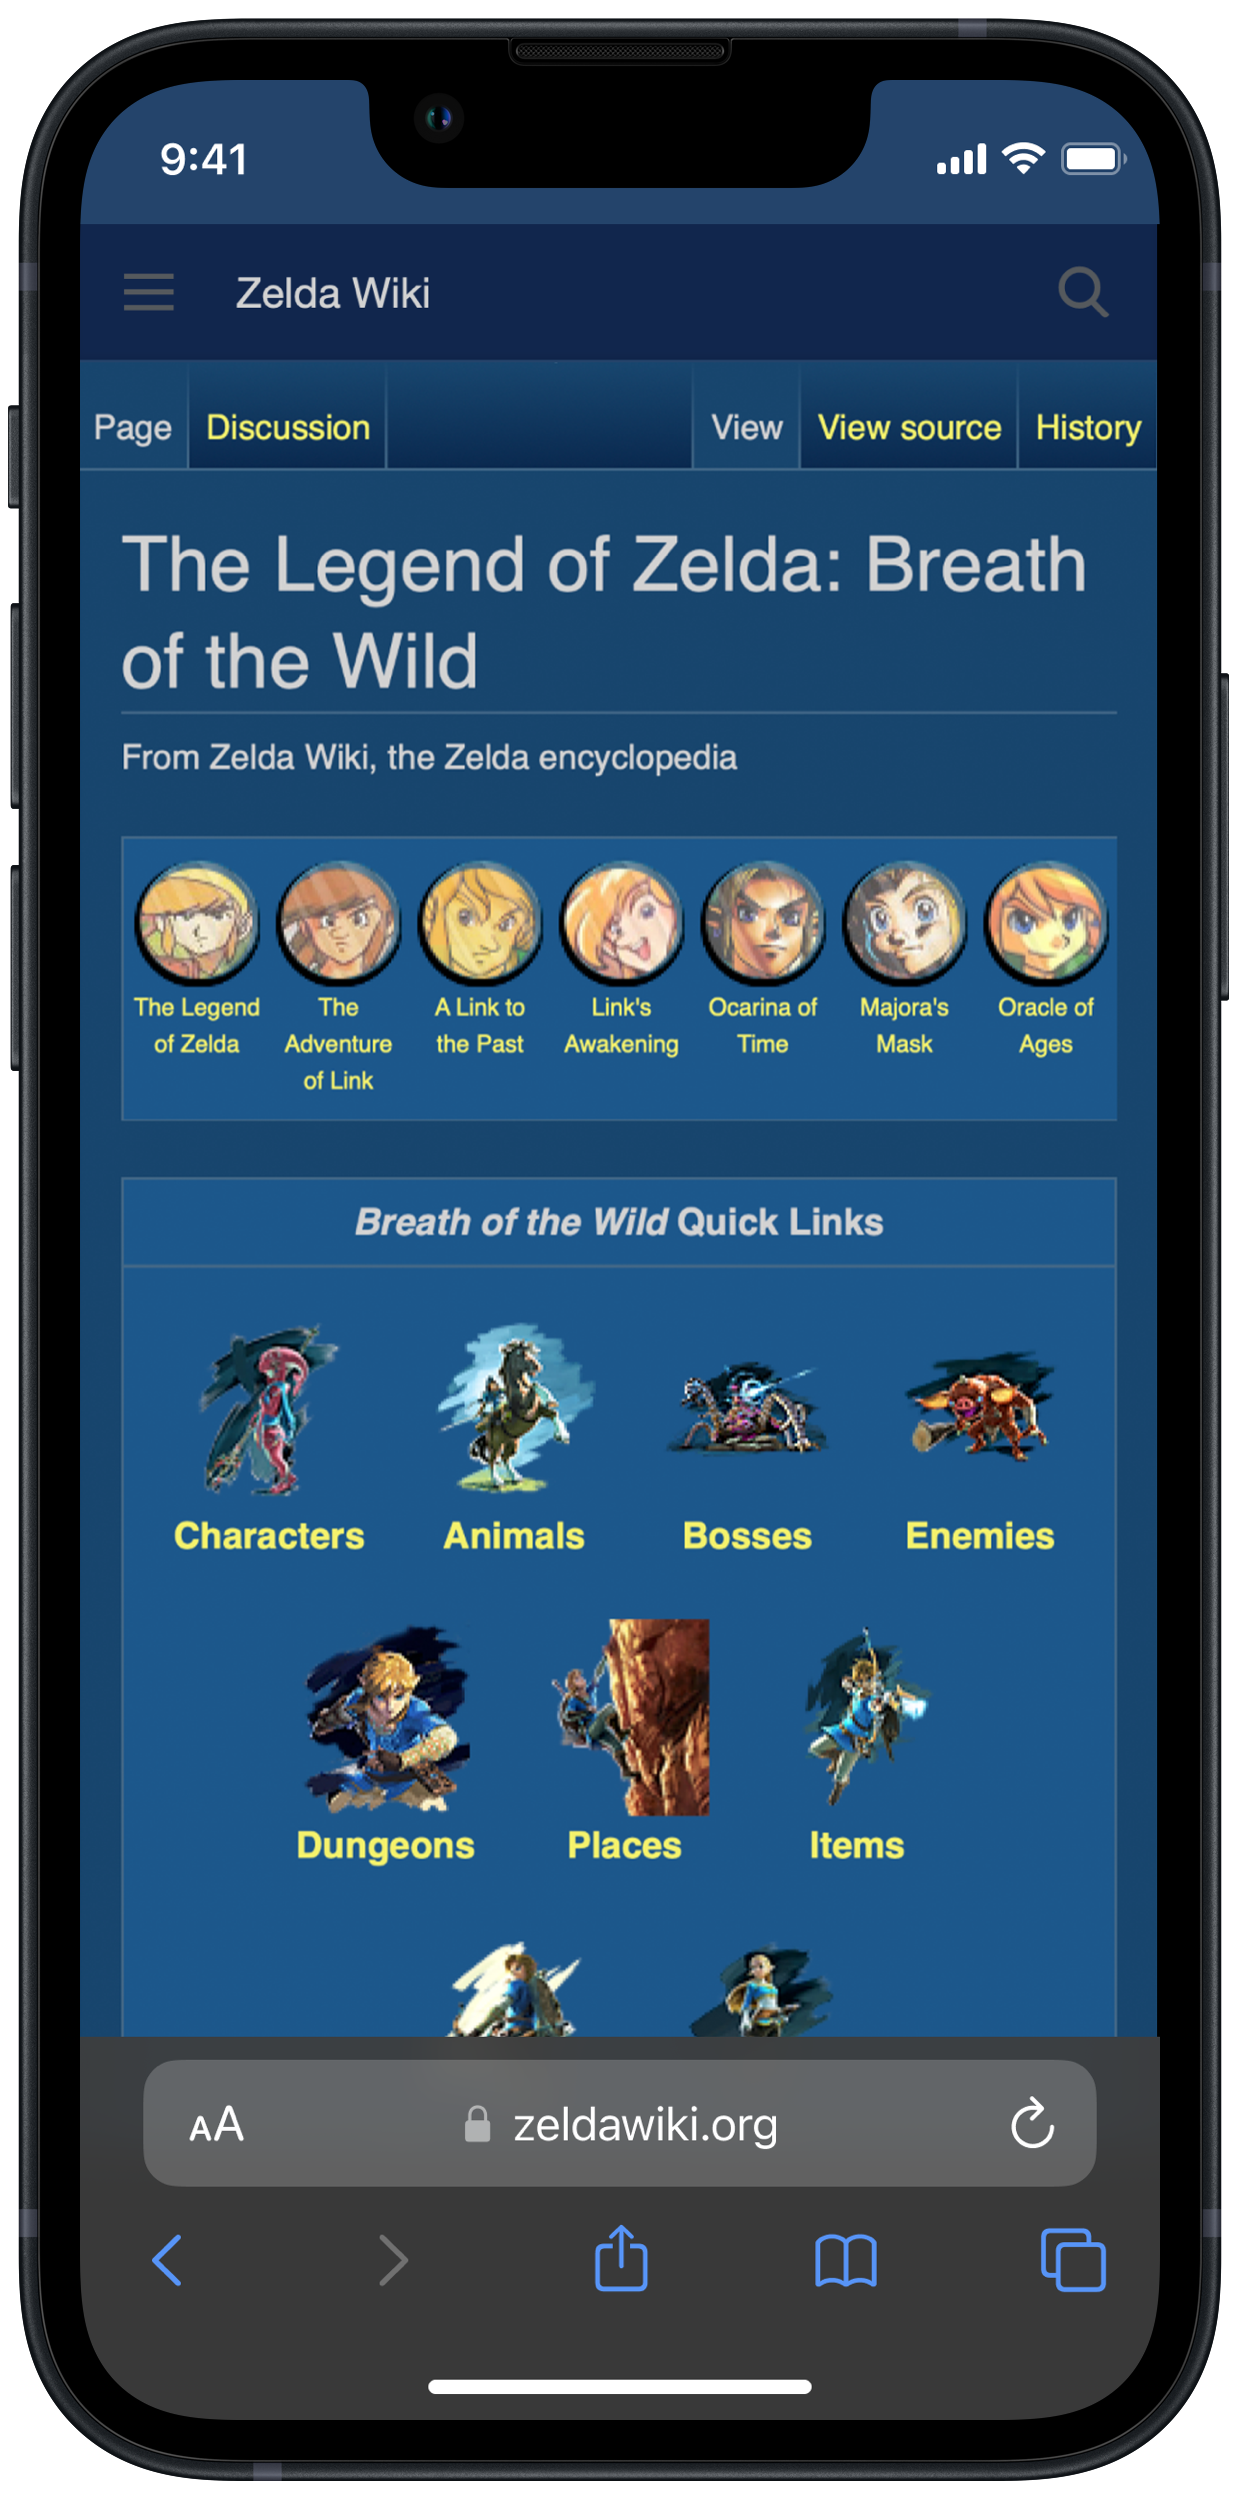 9:41
Zelda Wiki
Page Discussion View View source History
The Legend of Zelda: Breath
of the Wild
From Zelda Wiki, the Zelda encyclopedia
The Legend
of Zelda
The
Adventure
of Link
A Link to
the Past
Link's
Awakening
Ocarina of
Time
Majora's
Mask
Oracle of
Ages
Breath of the Wild Quick Links
Characters Animals Bosses Enemies
Dungeons Places Items
AA zeldawiki.org